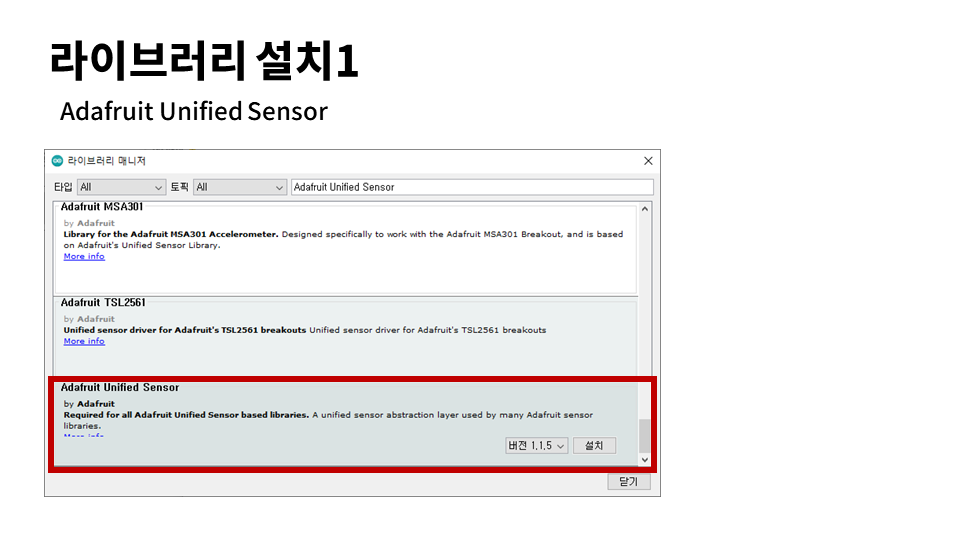 라이브러리 설치1
Adafruit Unified Sensor
라이브러리 매니저
타입 All 토픽 All Adafruit Unified Sensor
Adafruit MSA301
by Adafruit
Library for the Adafruit MSA301 Accelerometer. Designed specifically to work with the Adafruit MSA301 Breakout, and is based
on Adafruit's Unified Sensor Library.
More info
Adafruit TSL2561
by Adafruit
Unified sensor driver for Adafruit's TSL2561 breakouts Unified sensor driver for Adafruit's TSL2561 breakouts
More info
Adafruit Unified Sensor
by Adafruit
Required for all Adafruit Unified Sensor based libraries. A unified sensor abstraction layer used by many Adafruit sensor
libraries.
More info
버전 1.1.5 설치
닫기